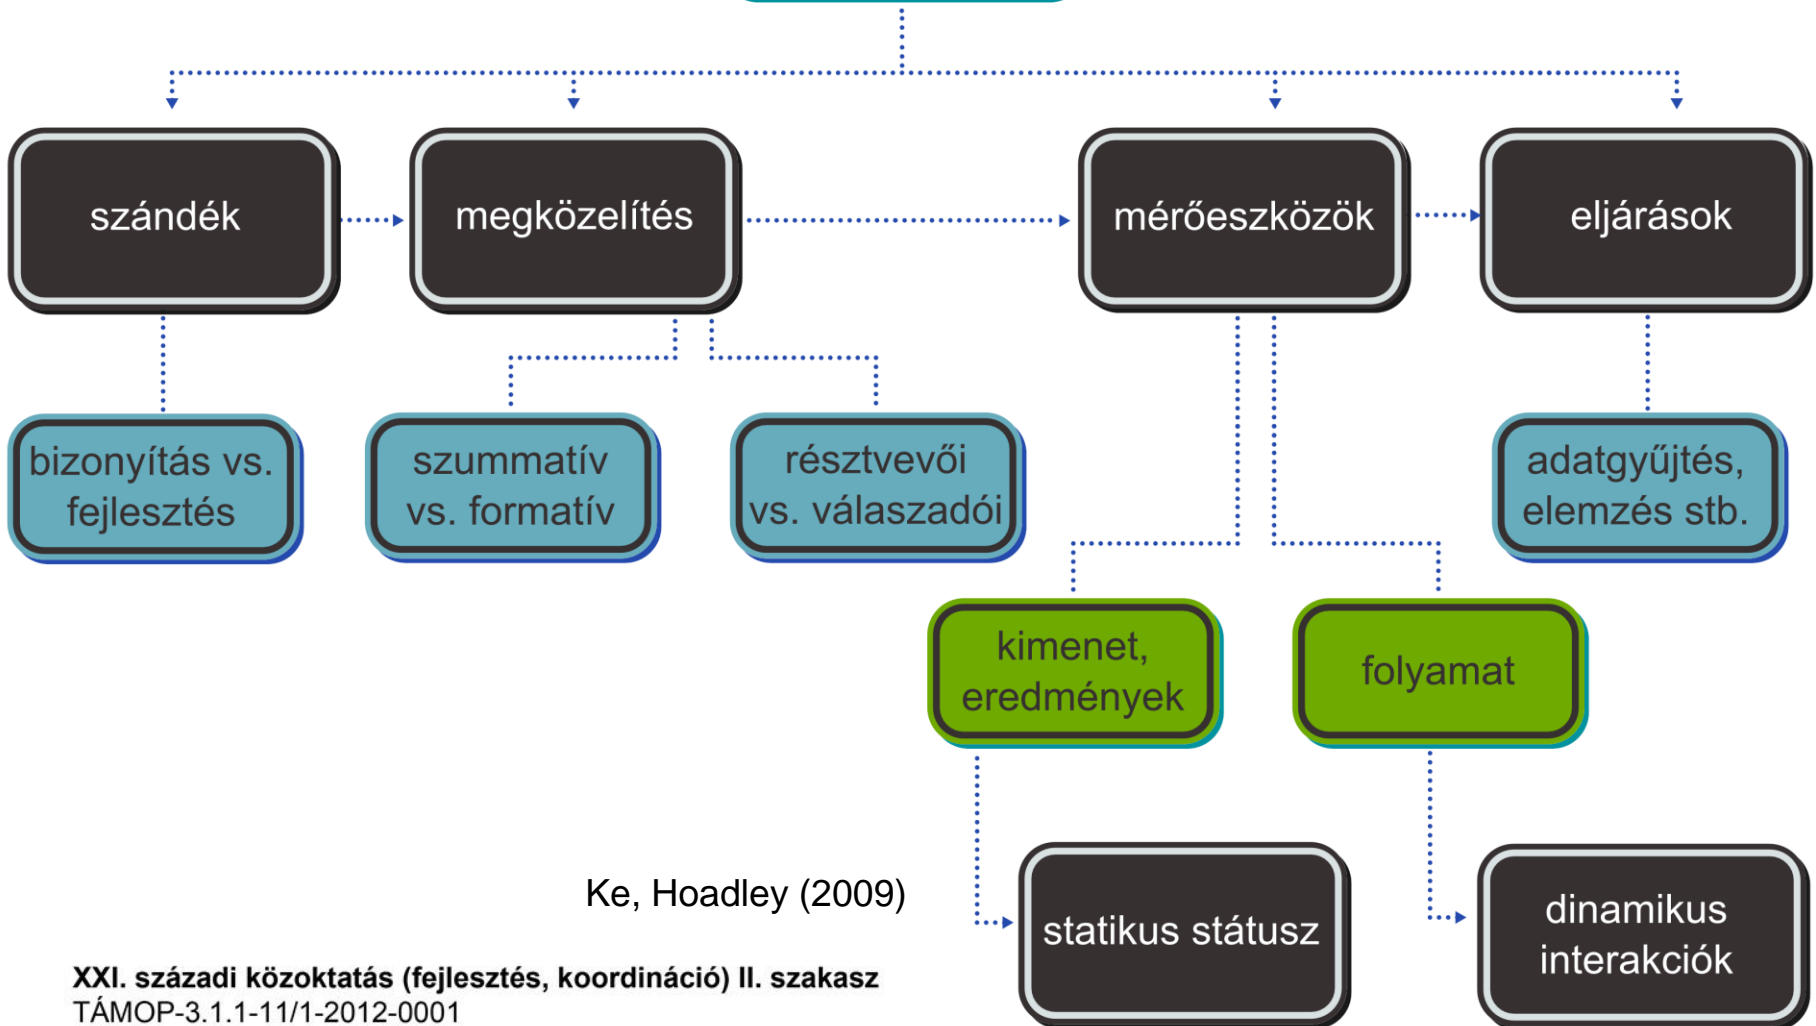 szándék
megközelítés
mérőeszközök
eljárások
bizonyítás vs.
fejlesztés
szummatív
vs. formatív
résztvevői
vs. válaszadói
adatgyűjtés,
elemzés stb.
kimenet,
eredmények
folyamat
statikus státusz
dinamikus
interakciók
Ke, Hoadley (2009)
XXI. századi közoktatás (fejlesztés, koordináció) II. szakasz
TÁMOP-3.1.1-11/1-2012-0001